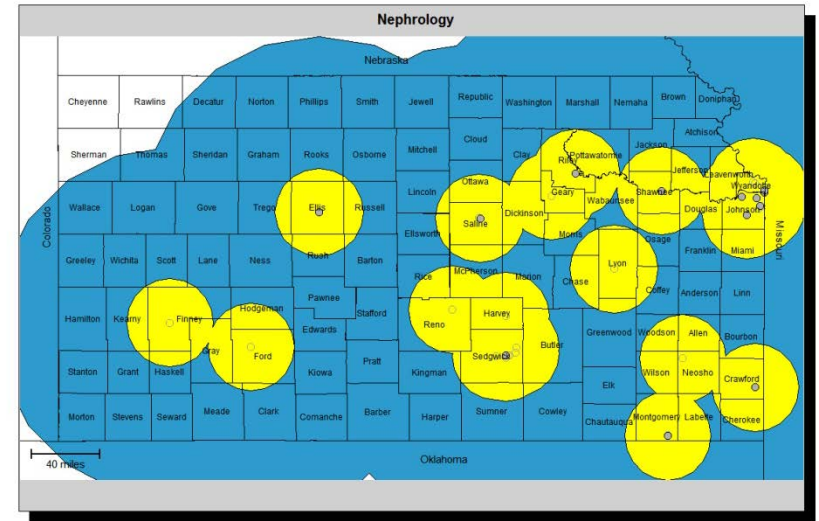 Nephrology
Nebraska
Cheyenne Rawlins Decatur Norton Phillips Smith Jewell Republic Washington Marshall Nemaha Brown Doniphan
Atchison
Cloud
Sherman Thomas Sheridan Graham Rooks Osborne Mitchell Clay Riley Pottawatomie Jackson
Jefferson Leavenworth
Ottawa
Lincoln Geary Wabaunsee Shawnee Wyandotte
Wallace Logan Gove Trego Ellis Russell Dickinson Douglas Johnson
Saline
Colorado
Missouri
Ellsworth Morris Osage
Franklin Miami
Greeley Wichita Scott Lane Ness Rush Barton Lyon
Rice McPherson Marion Chase Coffey Anderson Linn
Pawnee
Hamilton Kearny Finney Hodgeman Stafford Reno Harvey
Edwards Greenwood Woodson Allen Bourbon
Gray Ford Sedgwick Butler
Stanton Grant Haskell Kiowa Pratt Kingman Wilson Neosho Crawford
Elk
Morton Stevens Seward Meade Clark Comanche Barber Harper Sumner Cowley Chautauqua Montgomery Labette Cherokee
40 miles
Oklahoma